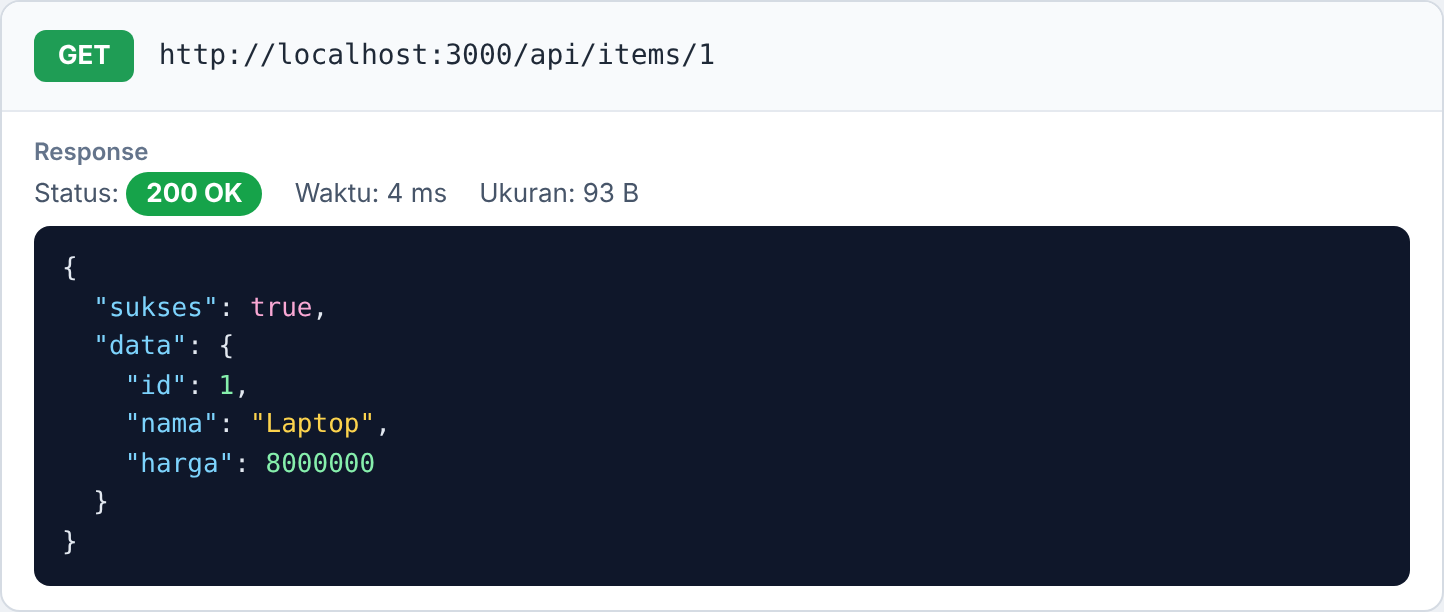 GET http://localhost:3000/api/items/1
Response
Status: 200 OK Waktu: 4 ms Ukuran: 93 B
{
  "sukses": true,
  "data": {
    "id": 1,
    "nama": "Laptop",
    "harga": 8000000
  }
}